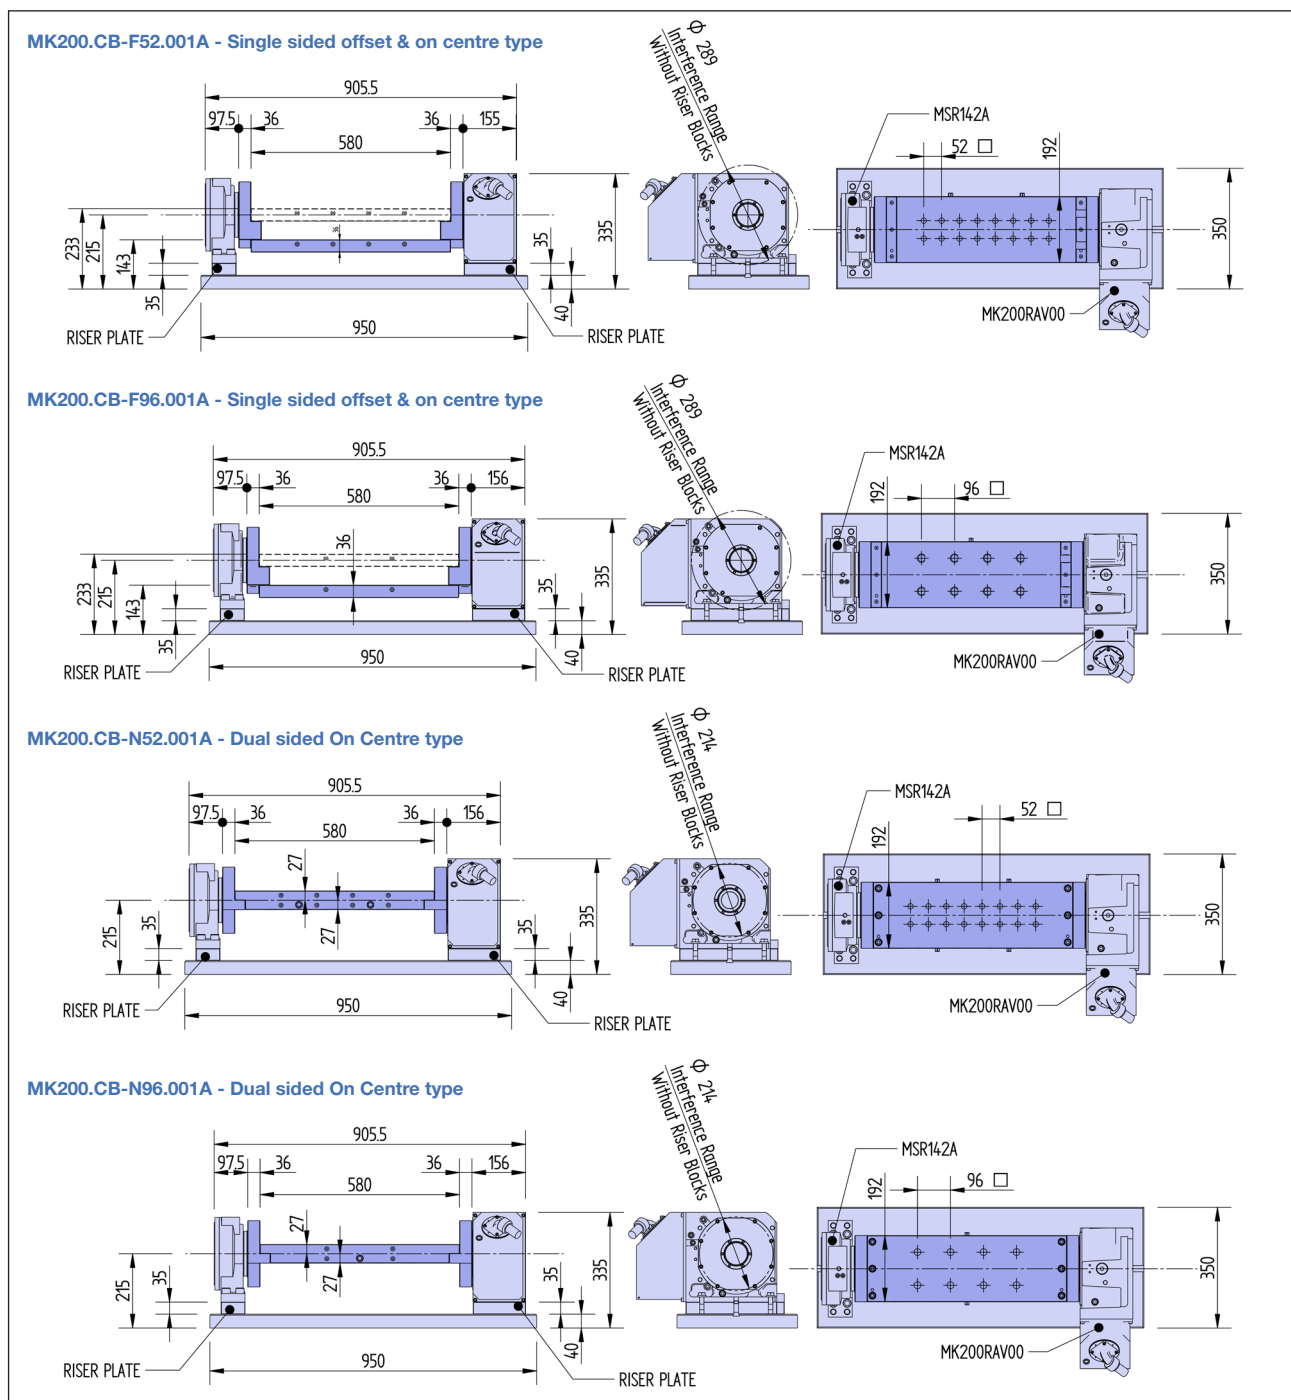 MK200.CB-F52.001A - Single sided offset & on centre type
905.5
97.5
36
36
155
580
233
215
143
35
36
35
40
335
950
RISER PLATE
RISER PLATE
Φ 289
Interference Range
Without Riser Blocks
MSR142A
52 □
192
350
MK200RAV00
MK200.CB-F96.001A - Single sided offset & on centre type
905.5
97.5
36
36
156
580
233
215
143
35
36
35
40
335
950
RISER PLATE
RISER PLATE
Φ 289
Interference Range
Without Riser Blocks
MSR142A
192
96 □
350
MK200RAV00
MK200.CB-N52.001A - Dual sided On Centre type
905.5
97.5
36
36
156
580
27
27
215
35
35
40
335
950
RISER PLATE
RISER PLATE
Φ 214
Interference Range
Without Riser Blocks
MSR142A
52 □
192
350
MK200RAV00
MK200.CB-N96.001A - Dual sided On Centre type
905.5
97.5
36
36
156
580
27
27
215
35
35
40
335
950
RISER PLATE
RISER PLATE
Φ 214
Interference Range
Without Riser Blocks
MSR142A
192
96 □
350
MK200RAV00